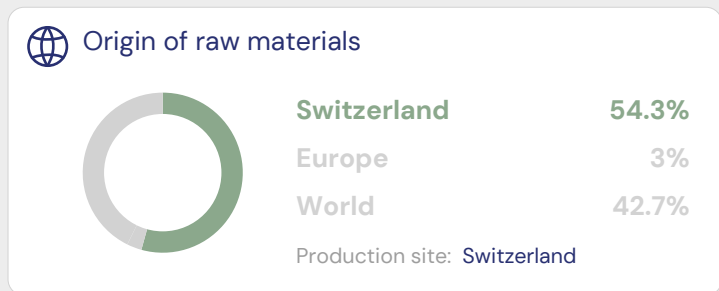 Origin of raw materials
Switzerland 54.3%
Europe 3%
World 42.7%
Production site: Switzerland